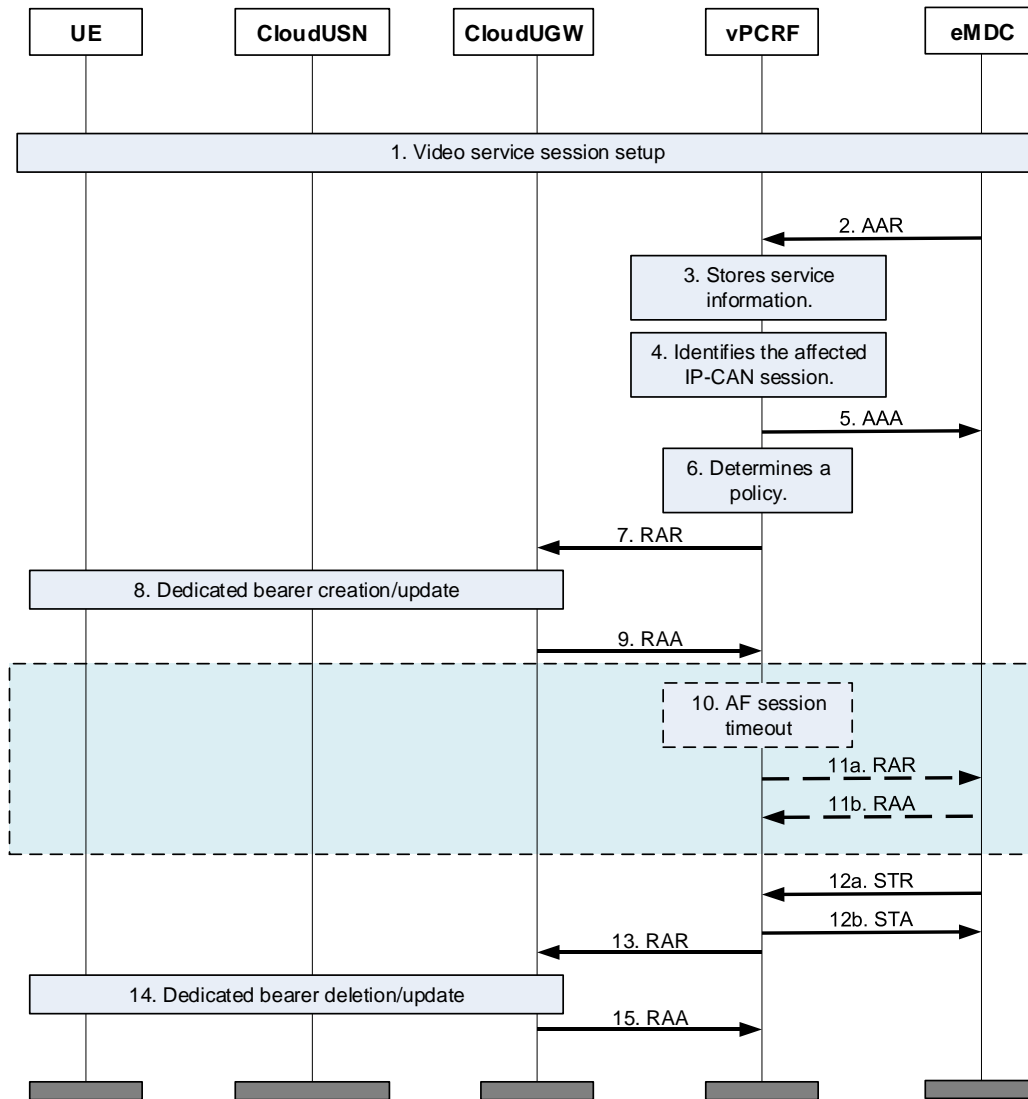 UE
CloudUSN
CloudUGW
vPCRF
eMDC
1. Video service session setup
2. AAR
3. Stores service
information.
4. Identifies the affected
IP-CAN session.
5. AAA
6. Determines a
policy.
7. RAR
8. Dedicated bearer creation/update
9. RAA
10. AF session
timeout
11a. RAR
11b. RAA
12a. STR
12b. STA
13. RAR
14. Dedicated bearer deletion/update
15. RAA